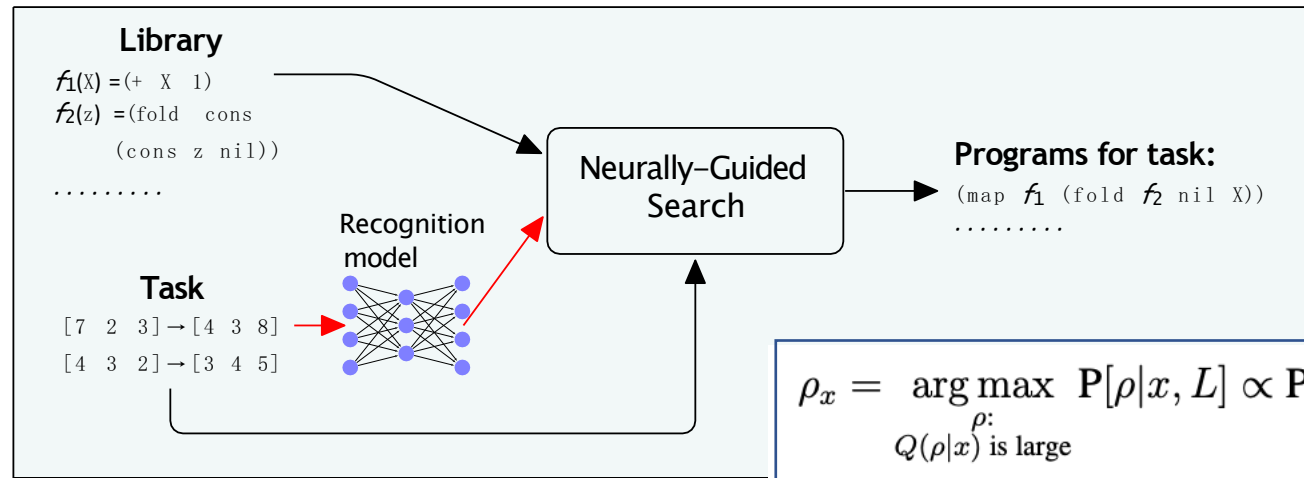 Library
f1(X) =(+ X 1)
f2(z) =(fold cons
(cons z nil))
.........
Neurally-Guided
Search
Programs for task:
(map f1 (fold f2 nil X))
.........
Recognition
model
Task
[7 2 3]→[4 3 8]
[4 3 2]→[3 4 5]
ρx = arg max P[ρ|x, L] ∝ P
ρ:
Q(ρ|x) is large